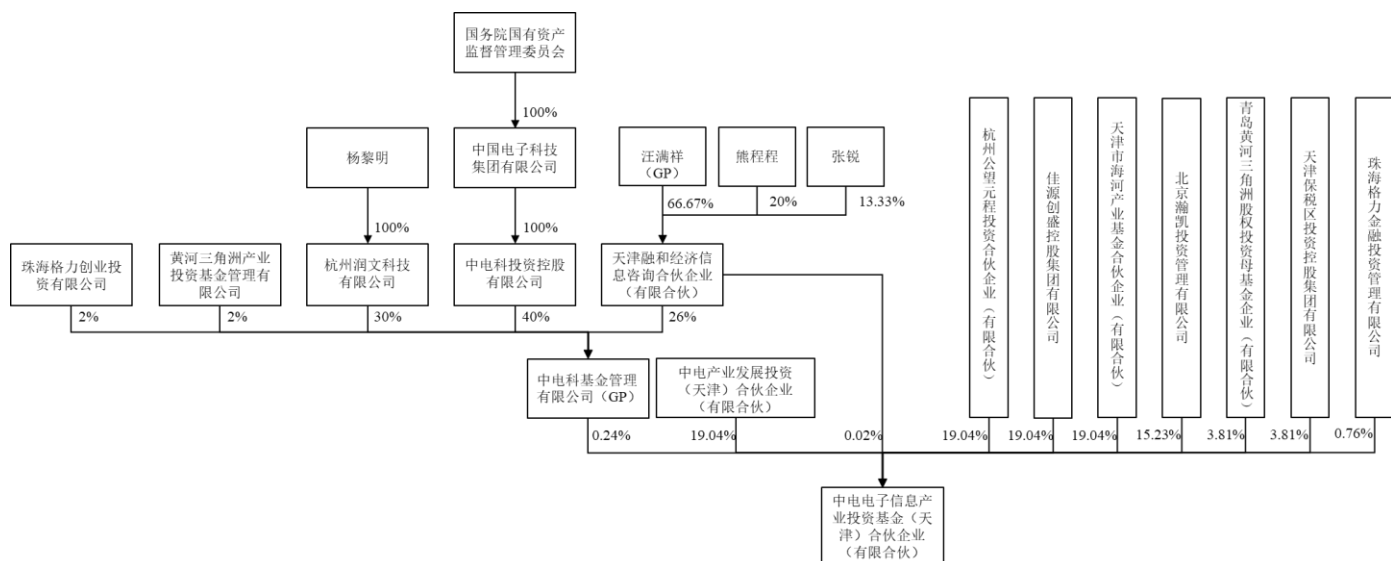 国务院国有资产
监督管理委员会
100%
杨黎明
中国电子科技
集团有限公司
汪满祥
（GP）
熊程程
张锐
100%
100%
66.67%
20%
13.33%
珠海格力创业投
资有限公司
黄河三角洲产业
投资基金管理有
限公司
杭州润文科技
有限公司
中电科投资控股
有限公司
天津融和经济信
息咨询合伙企业
（有限合伙）
2%
2%
30%
40%
26%
杭州公望元程投资合伙企业（有限合伙）
佳源创盛控股集团有限公司
天津市海河产业基金合伙企业（有限合伙）
北京瀚凯投资管理有限公司
青岛黄河三角洲股权投资母基金企业（有限合伙）
天津保税区投资控股集团有限公司
珠海格力金融投资管理有限公司
中电科基金管理
有限公司（GP）
中电产业发展投资
（天津）合伙企业
（有限合伙）
0.24%
19.04%
0.02%
19.04%
19.04%
19.04%
15.23%
3.81%
3.81%
0.76%
中电电子信息产
业投资基金（天
津）合伙企业
（有限合伙）